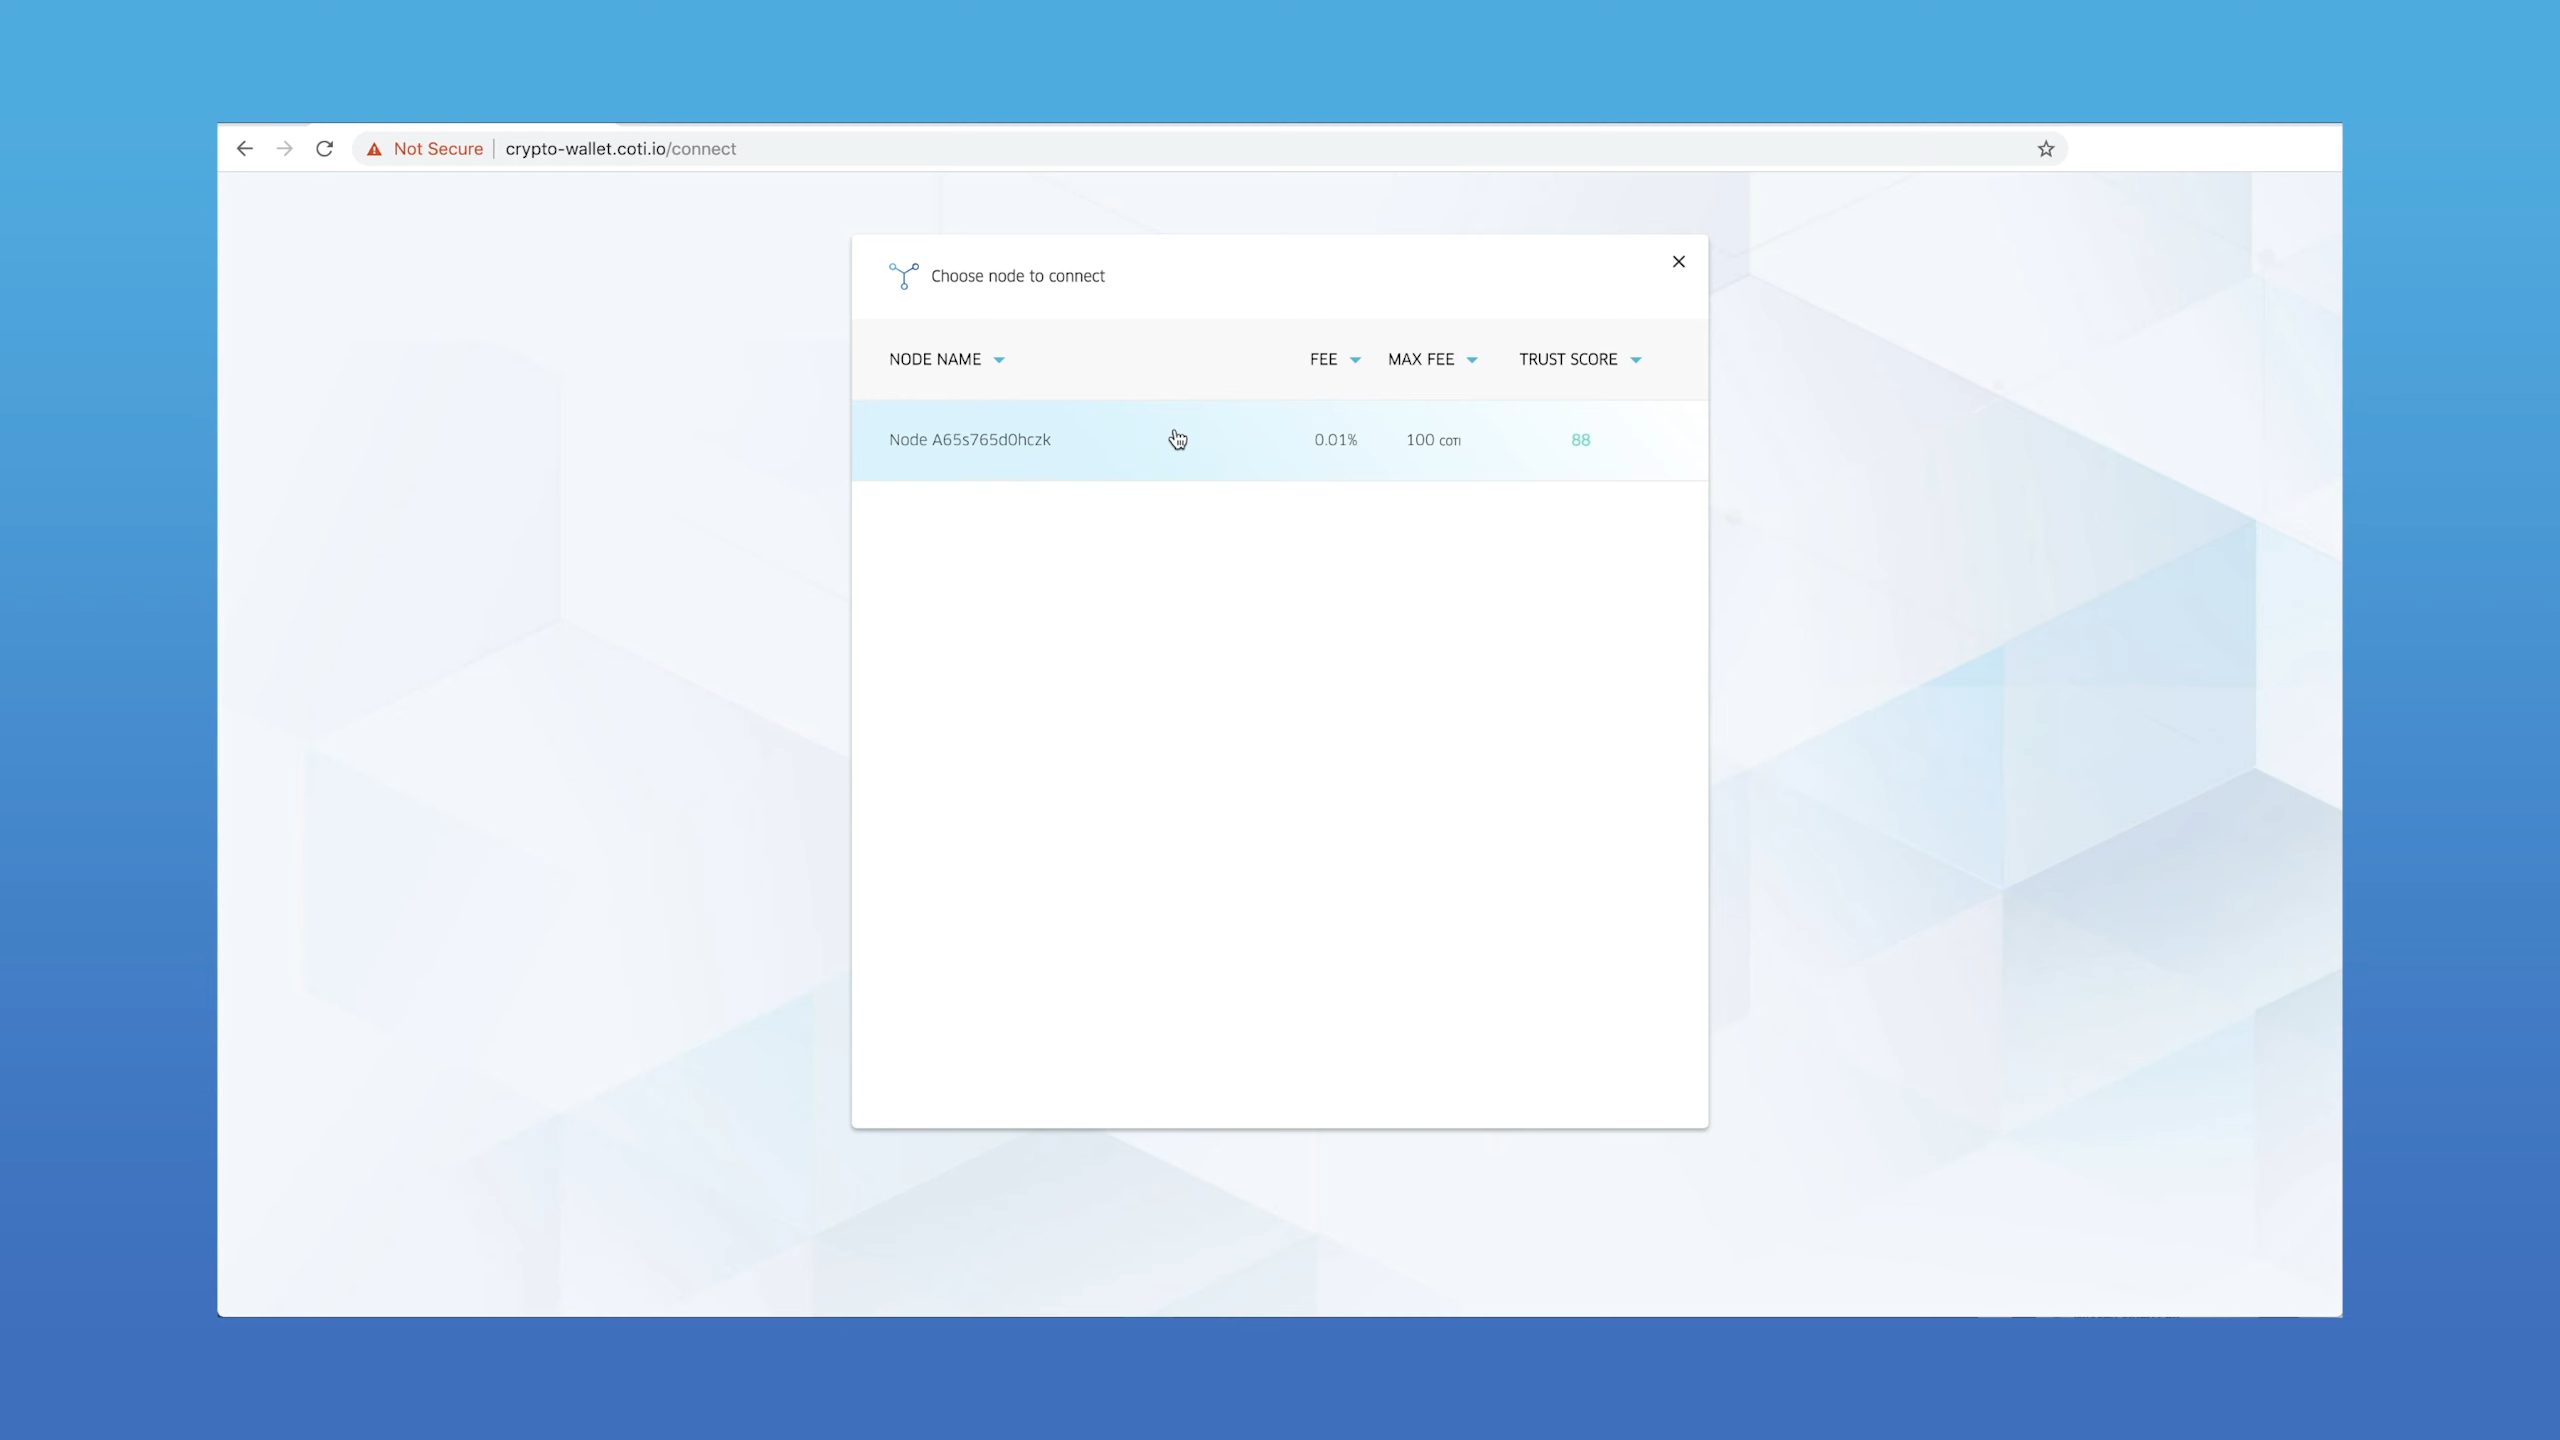 Not Secure | crypto-wallet.coti.io/connect
Choose node to connect
NODE NAME FEE MAX FEE TRUST SCORE
Node A65s765d0hczk 0.01% 100 COTI 88